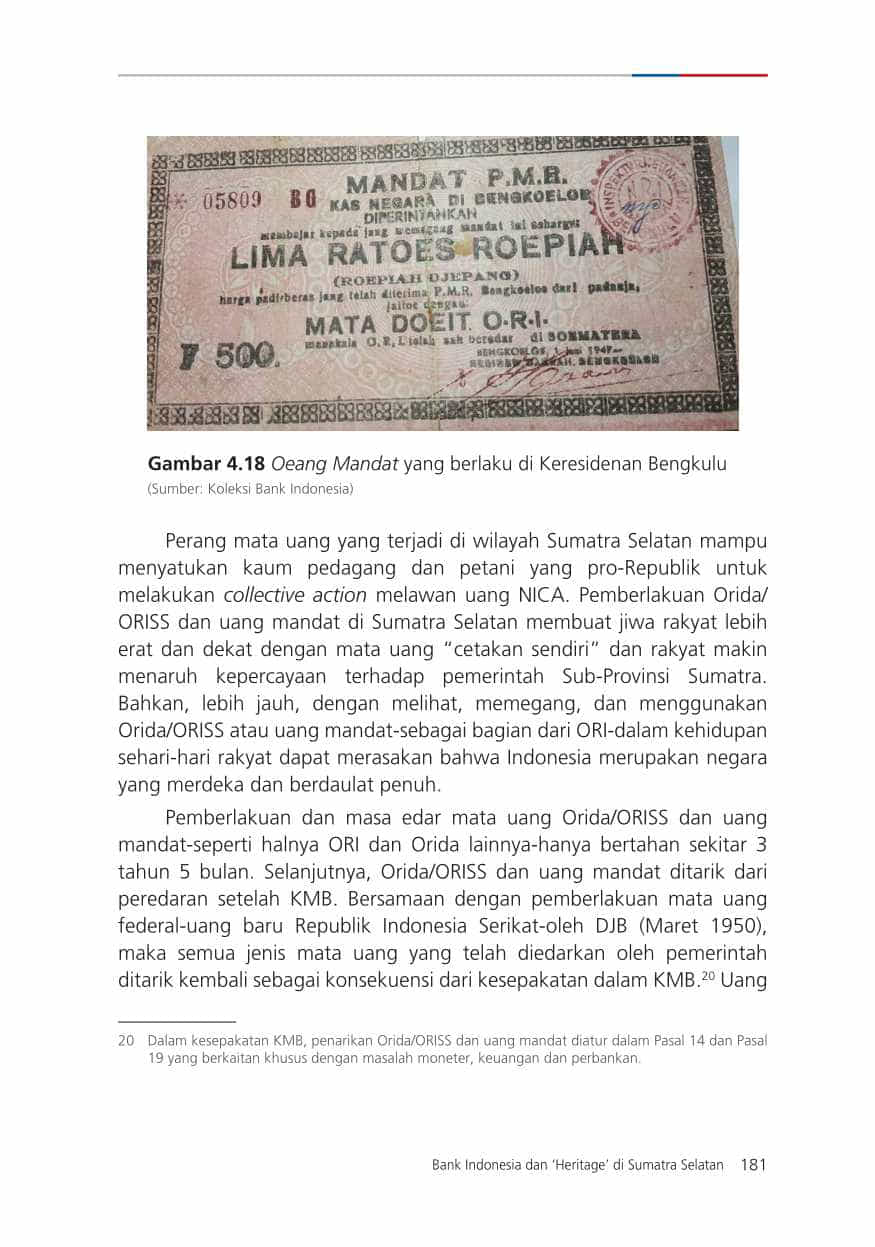 * 05809 BG
MANDAT P.M.R.
KAS NEGARA DI BENGKOELOE
DIPERINTAHKAN
membajar kepada jang memegang mandat ini seharga:
LIMA RATOES ROEPIAH
(ROEPIAH DJEPANG)
harga padi/beras jang telah diterima P.M.R. Bengkoeloe dari padanja,
jaitoe dengan:
MATA DOEIT O.R.I.
manakala O.R.I. telah sah beredar di SOEMATERA
BENGKOELOE, 1 1947
500.
Gambar 4.18 Oeang Mandat yang berlaku di Keresidenan Bengkulu
(Sumber: Koleksi Bank Indonesia)
Perang mata uang yang terjadi di wilayah Sumatra Selatan mampu
menyatukan kaum pedagang dan petani yang pro-Republik untuk
melakukan collective action melawan uang NICA. Pemberlakuan Orida/
ORISS dan uang mandat di Sumatra Selatan membuat jiwa rakyat lebih
erat dan dekat dengan mata uang “cetakan sendiri” dan rakyat makin
menaruh kepercayaan terhadap pemerintah Sub-Provinsi Sumatra.
Bahkan, lebih jauh, dengan melihat, memegang, dan menggunakan
Orida/ORISS atau uang mandat-sebagai bagian dari ORI-dalam kehidupan
sehari-hari rakyat dapat merasakan bahwa Indonesia merupakan negara
yang merdeka dan berdaulat penuh.
Pemberlakuan dan masa edar mata uang Orida/ORISS dan uang
mandat-seperti halnya ORI dan Orida lainnya-hanya bertahan sekitar 3
tahun 5 bulan. Selanjutnya, Orida/ORISS dan uang mandat ditarik dari
peredaran setelah KMB. Bersamaan dengan pemberlakuan mata uang
federal-uang baru Republik Indonesia Serikat-oleh DJB (Maret 1950),
maka semua jenis mata uang yang telah diedarkan oleh pemerintah
ditarik kembali sebagai konsekuensi dari kesepakatan dalam KMB.20 Uang
20 Dalam kesepakatan KMB, penarikan Orida/ORISS dan uang mandat diatur dalam Pasal 14 dan Pasal
19 yang berkaitan khusus dengan masalah moneter, keuangan dan perbankan.
Bank Indonesia dan ‘Heritage’ di Sumatra Selatan 181